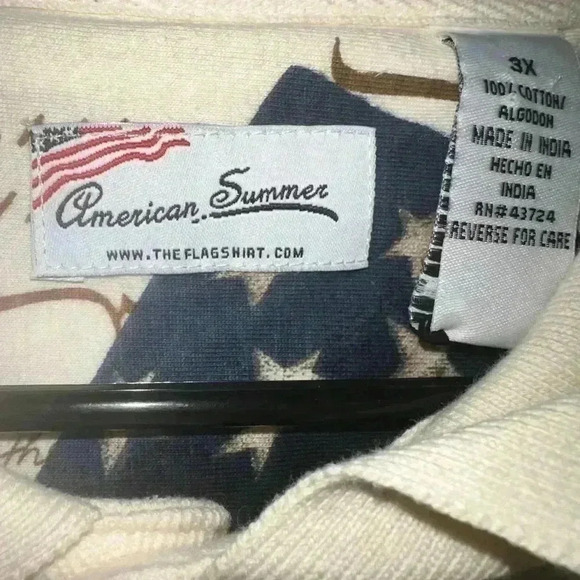 American Summer
WWW.THEFLAGSHIRT.COM
3X
100% COTTON/
ALGODON
MADE IN INDIA
HECHO EN
INDIA
RN#43724
REVERSE FOR CARE
th